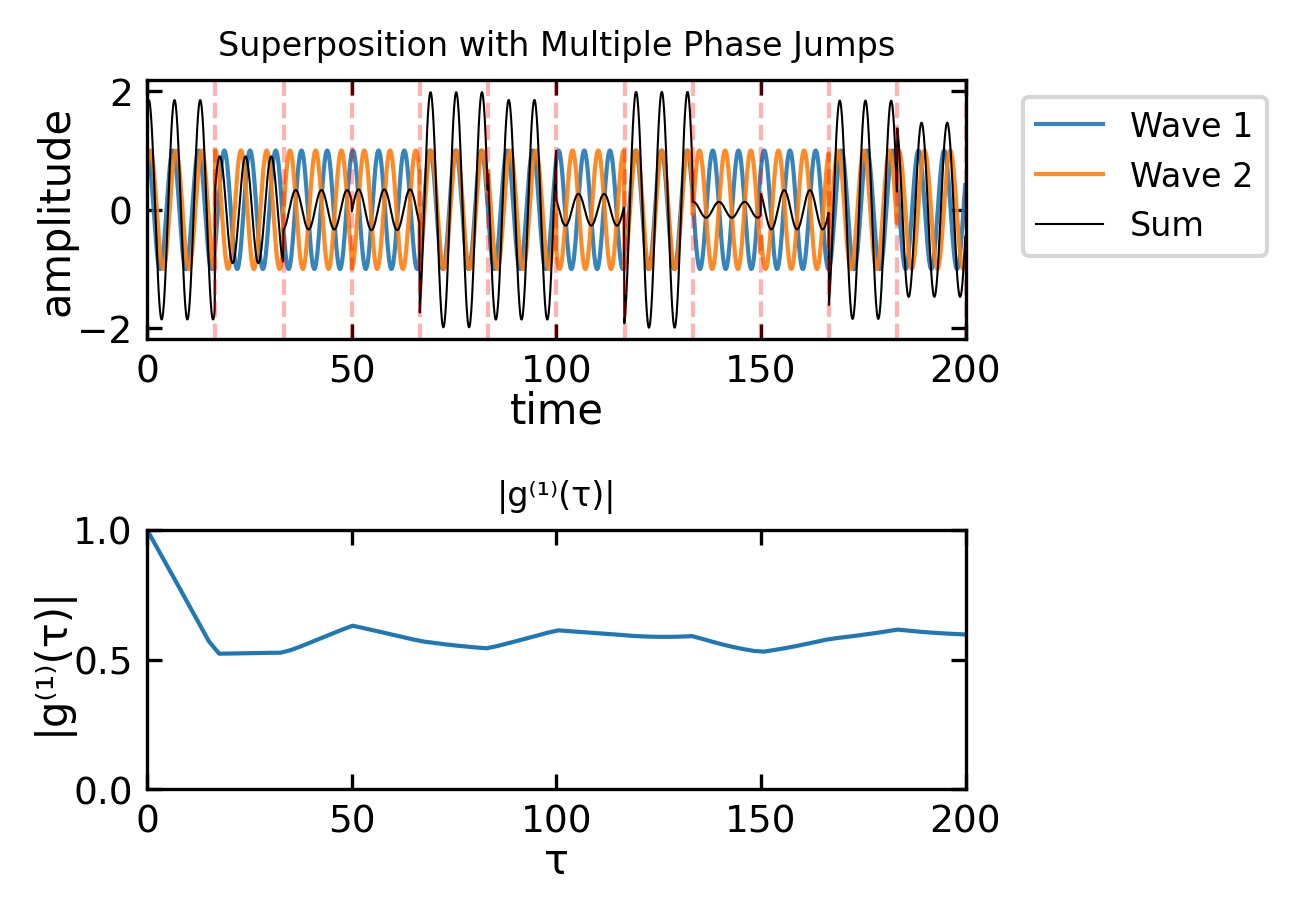 Superposition with Multiple Phase Jumps
amplitude
2
0
−2
0
50
100
150
200
time
Wave 1
Wave 2
Sum
|g⁽¹⁾(τ)|
|g⁽¹⁾(τ)|
1.0
0.5
0.0
0
50
100
150
200
τ